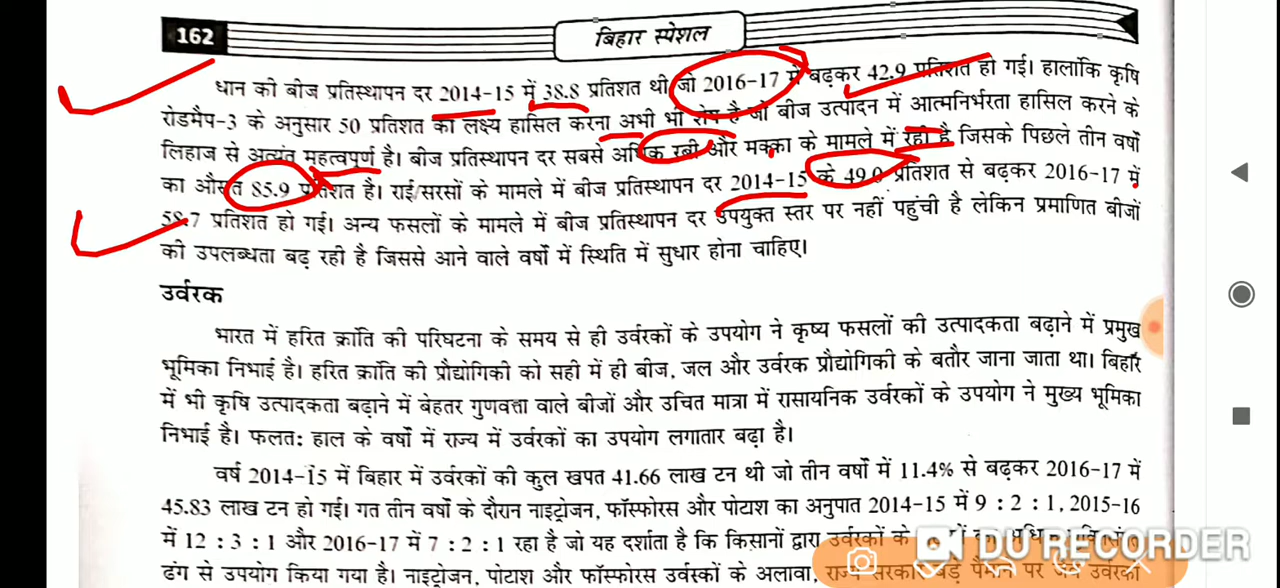 162
बिहार स्पेशल
धान की बीज प्रतिस्थापन दर 2014-15 में 38.8 प्रतिशत थी जो 2016-17 में बढ़कर 42.9 प्रतिशत हो गई। हालांकि कृषि
रोडमैप-3 के अनुसार 50 प्रतिशत का लक्ष्य हासिल करना अभी भी शेष है जो बीज उत्पादन में आत्मनिर्भरता हासिल करने के
लिहाज से अत्यंत महत्वपूर्ण है। बीज प्रतिस्थापन दर सबसे अधिक रबी और मक्का के मामले में रही है जिसके पिछले तीन वर्षों
का औसत 85.9 प्रतिशत है। राई/सरसों के मामले में बीज प्रतिस्थापन दर 2014-15 के 49.0 प्रतिशत से बढ़कर 2016-17 में
58.7 प्रतिशत हो गई। अन्य फसलों के मामले में बीज प्रतिस्थापन दर उपयुक्त स्तर पर नहीं पहुंची है लेकिन प्रमाणित बीजों
की उपलब्धता बढ़ रही है जिससे आने वाले वर्षों में स्थिति में सुधार होना चाहिए।
उर्वरक
भारत में हरित क्रांति की परिघटना के समय से ही उर्वरकों के उपयोग ने कृष्य फसलों की उत्पादकता बढ़ाने में प्रमुख
भूमिका निभाई है। हरित क्रांति की प्रौद्योगिकी को सही में ही बीज, जल और उर्वरक प्रौद्योगिकी के बतौर जाना जाता था। बिहार
में भी कृषि उत्पादकता बढ़ाने में बेहतर गुणवत्ता वाले बीजों और उचित मात्रा में रासायनिक उर्वरकों के उपयोग ने मुख्य भूमिका
निभाई है। फलत: हाल के वर्षों में राज्य में उर्वरकों का उपयोग लगातार बढ़ा है।
वर्ष 2014-15 में बिहार में उर्वरकों की कुल खपत 41.66 लाख टन थी जो तीन वर्षों में 11.4% से बढ़कर 2016-17 में
45.83 लाख टन हो गई। गत तीन वर्षों के दौरान नाइट्रोजन, फॉस्फोरस और पोटाश का अनुपात 2014-15 में 9 : 2 : 1, 2015-16
में 12 : 3 : 1 और 2016-17 में 7 : 2 : 1 रहा है जो यह दर्शाता है कि किसानों द्वारा उर्वरकों के
ढंग से उपयोग किया गया है। नाइट्रोजन, पोटाश और फॉस्फोरस उर्वरकों के अलावा, राज्य सरकार बड़े पैमाने पर जैव उर्वरकों
DU RECORDER